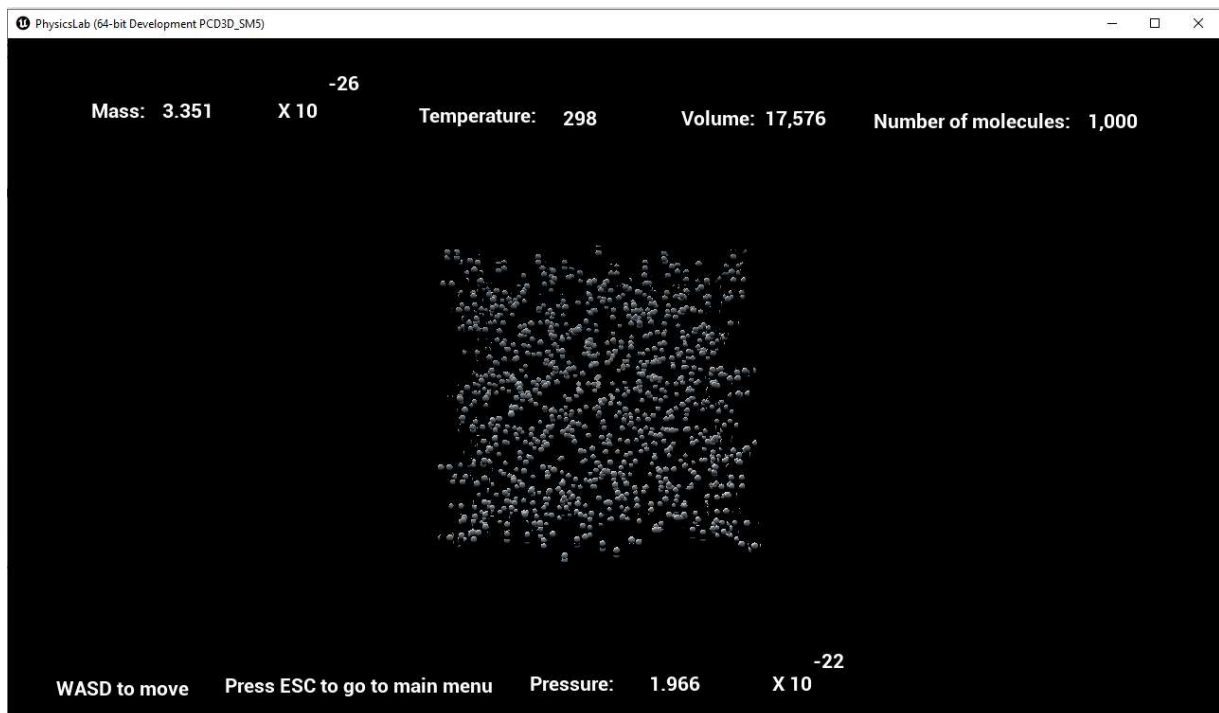 PhysicsLab (64-bit Development PCD3D_SM5)
Mass: 3.351 X 10 -26
Temperature: 298
Volume: 17,576
Number of molecules: 1,000
WASD to move
Press ESC to go to main menu
Pressure: 1.966 X 10 -22